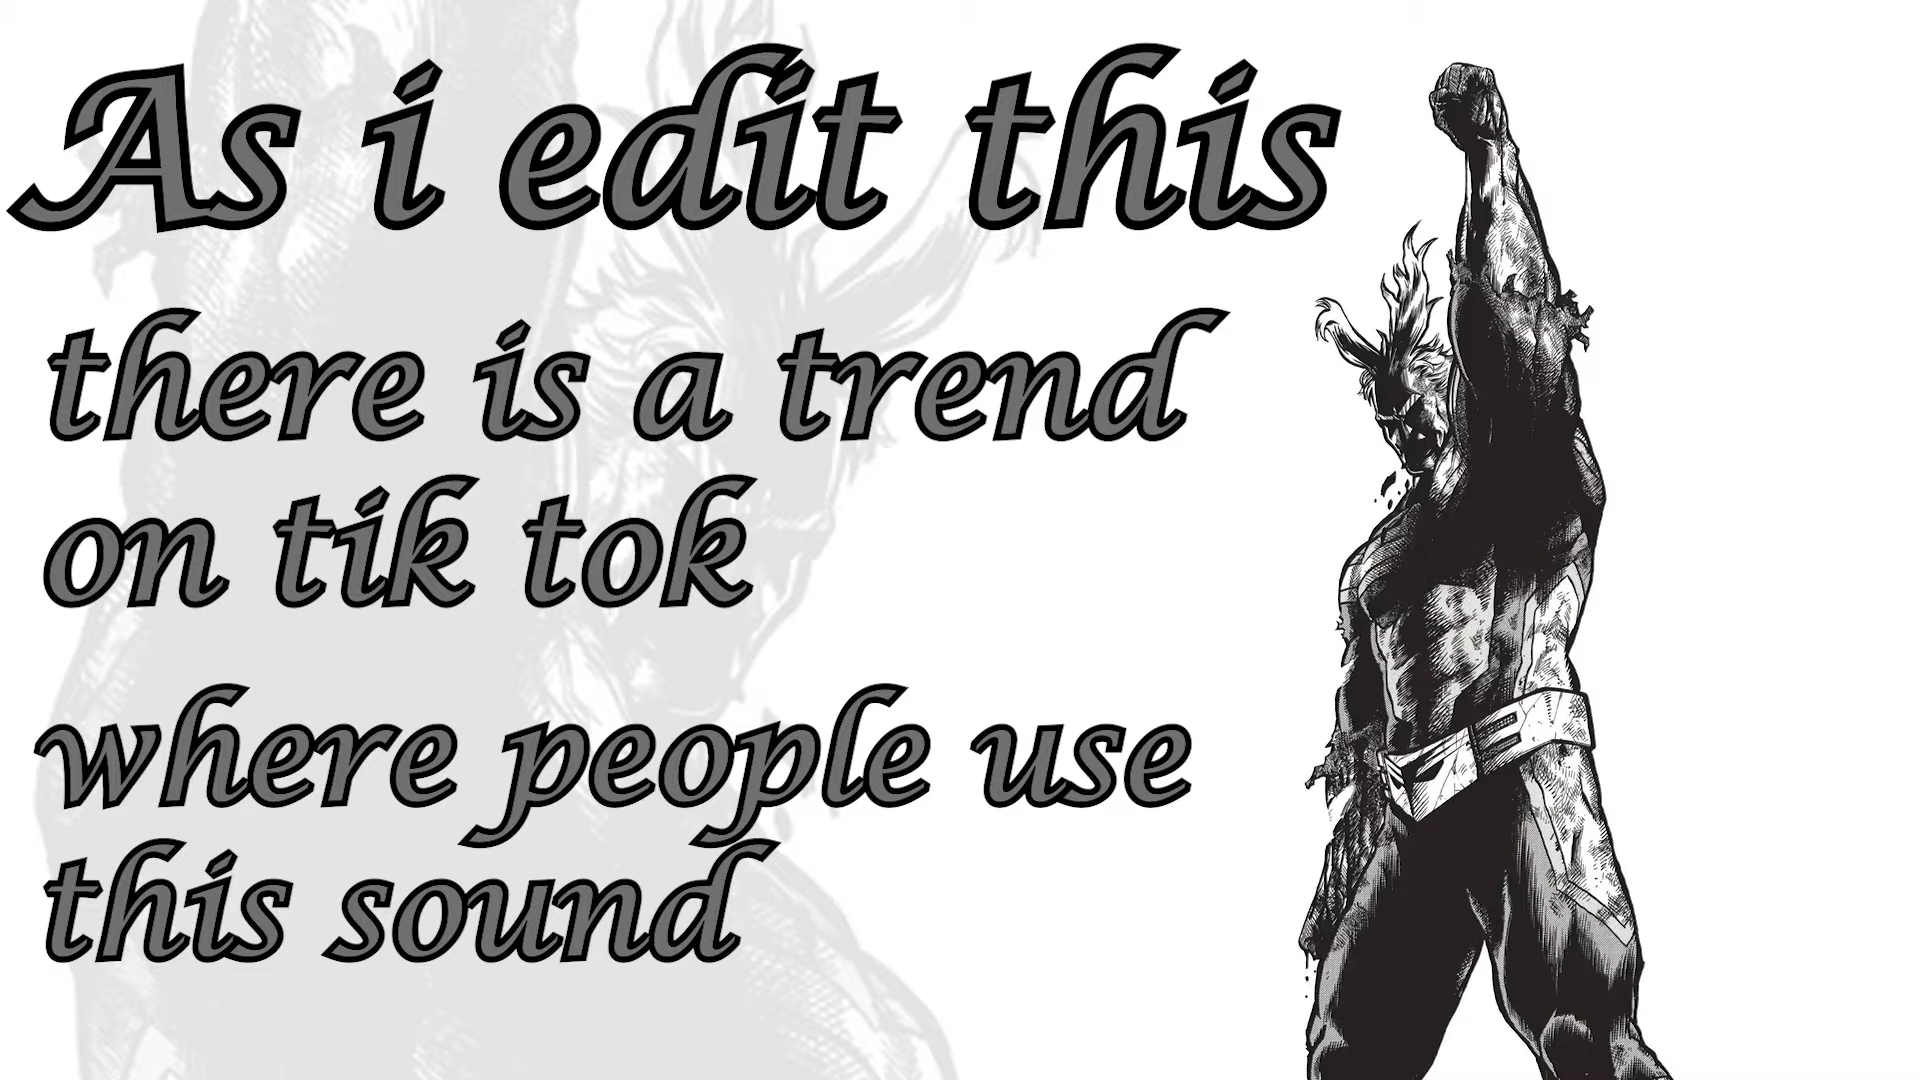 As i edit this
there is a trend
on tik tok
where people use
this sound